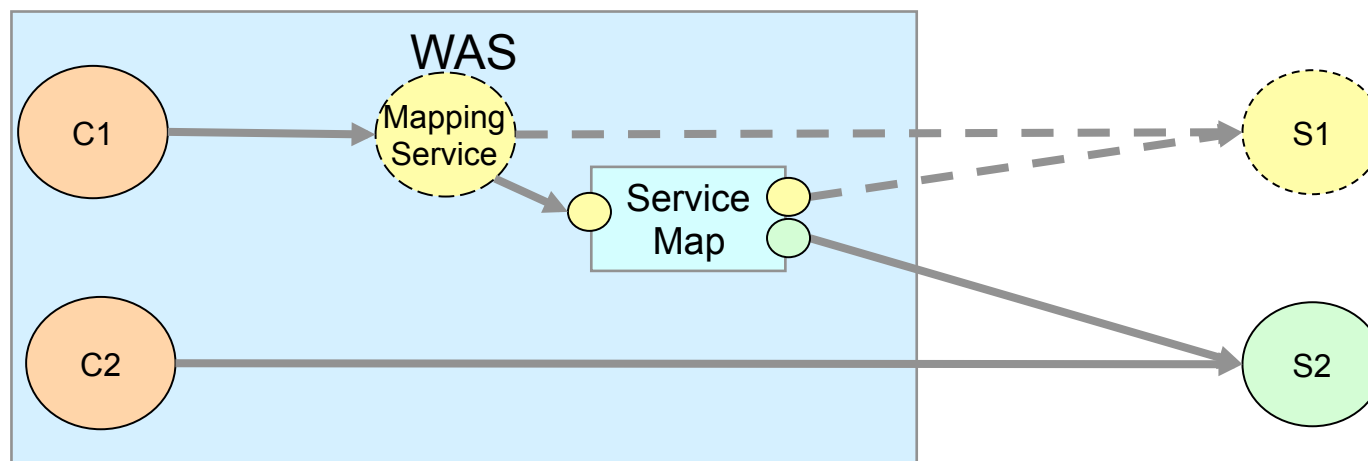 WAS
C1
Mapping
Service
S1
Service
Map
C2
S2